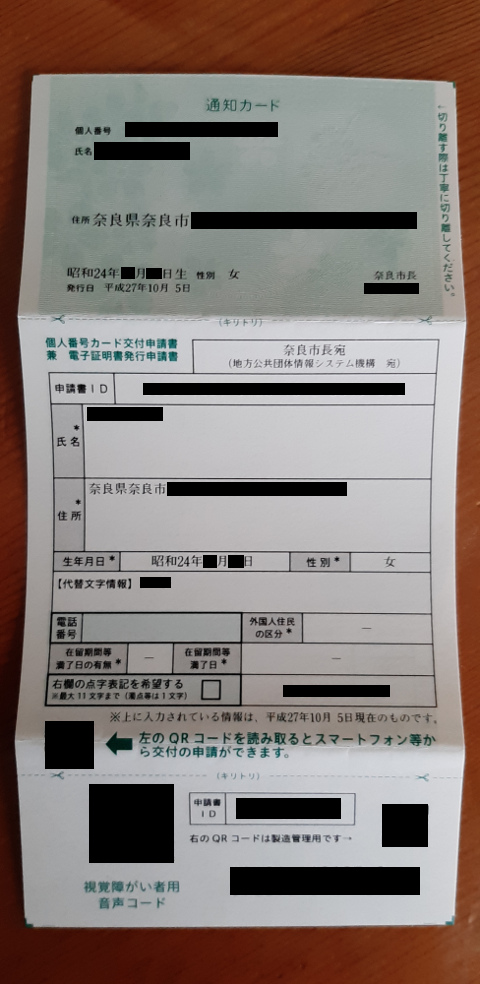 通知カード
個人番号
氏名
住所 奈良県奈良市
昭和24年 月 日生 性別 女
発行日 平成27年10月 5日
奈良市長
←切り離す際は丁寧に切り離してください。
(キリトリ)
個人番号カード交付申請書
兼 電子証明書発行申請書
奈良市長宛
(地方公共団体情報システム機構 宛)
申請書ID
氏名*
住所*
奈良県奈良市
生年月日* 昭和24年 月 日 性別* 女
【代替文字情報】
電話番号
外国人住民の区分* ―
在留期間等満了日の有無* ― 在留期間等満了日* ―
右欄の点字表記を希望する
※最大11文字まで(濁点等は1文字)
※上に入力されている情報は、平成27年10月 5日現在のものです。
左のQRコードを読み取るとスマートフォン等か
ら交付の申請ができます。
(キリトリ)
申請書ID
右のQRコードは製造管理用です→
視覚障がい者用
音声コード